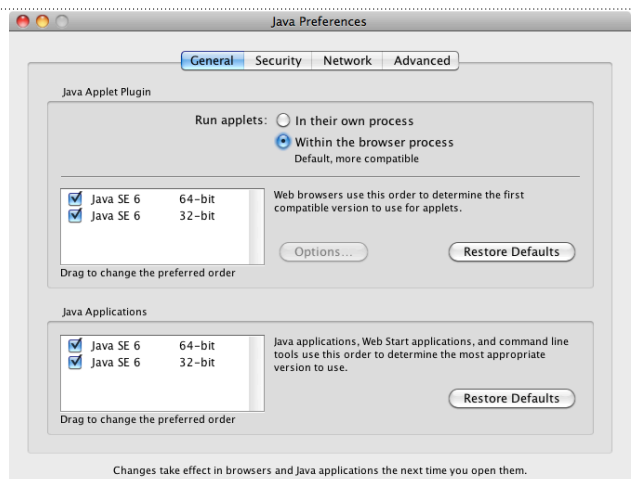 Java Preferences
General Security Network Advanced
Java Applet Plugin
Run applets: In their own process
Within the browser process
Default, more compatible
Java SE 6 64-bit
Java SE 6 32-bit
Web browsers use this order to determine the first
compatible version to use for applets.
Options...
Restore Defaults
Drag to change the preferred order
Java Applications
Java SE 6 64-bit
Java SE 6 32-bit
Java applications, Web Start applications, and command line
tools use this order to determine the most appropriate
version to use.
Restore Defaults
Drag to change the preferred order
Changes take effect in browsers and Java applications the next time you open them.